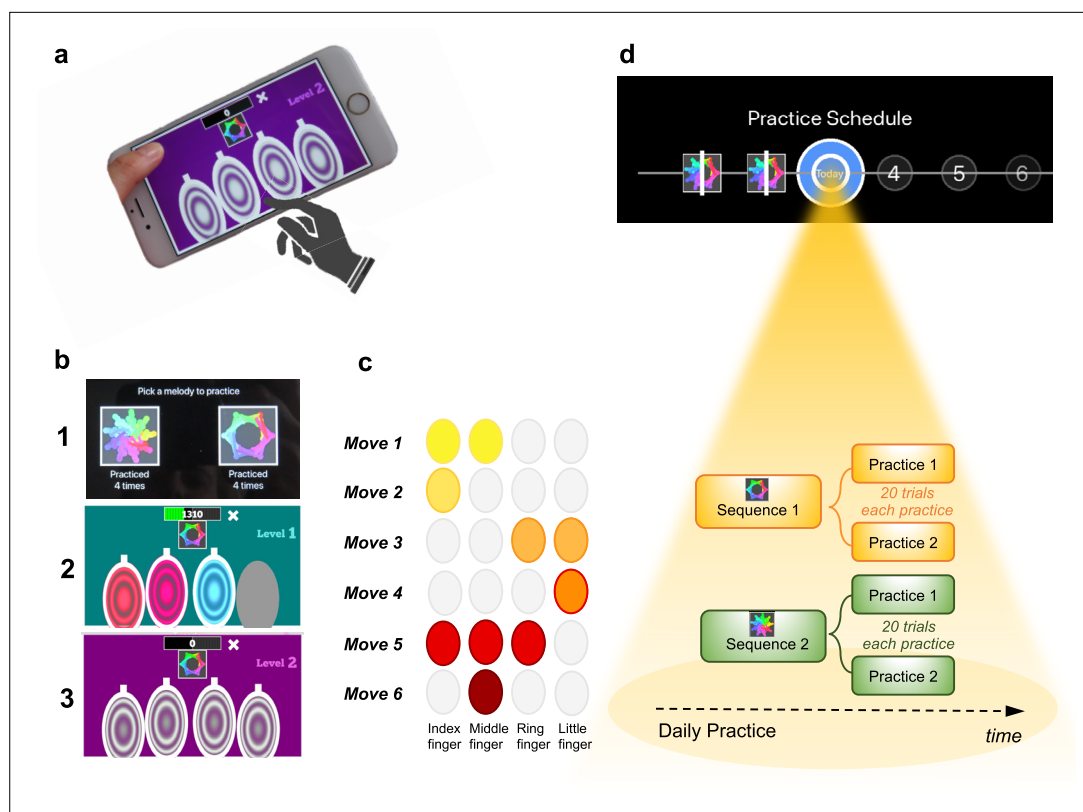 a
0
Level 2
b
1
Pick a melody to practice
Practiced
4 times
Practiced
4 times
2
1310
Level 1
3
0
Level 2
c
Move 1
Move 2
Move 3
Move 4
Move 5
Move 6
Index
finger
Middle
finger
Ring
finger
Little
finger
d
Practice Schedule
Today
4
5
6
Sequence 1
Practice 1
20 trials
each practice
Practice 2
Sequence 2
Practice 1
20 trials
each practice
Practice 2
Daily Practice
time